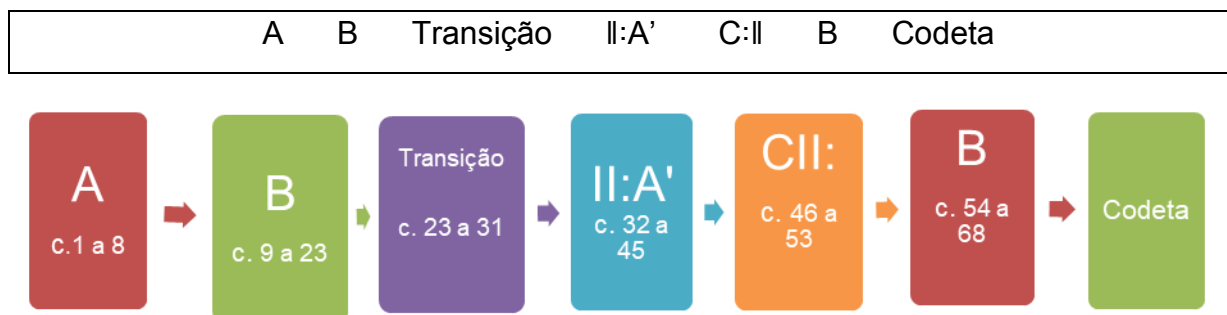 A B Transição ‖:A’ C:‖ B Codeta
A
c.1 a 8
B
c. 9 a 23
Transição
c. 23 a 31
II:A'
c. 32 a
45
CII:
c. 46 a
53
B
c. 54 a
68
Codeta